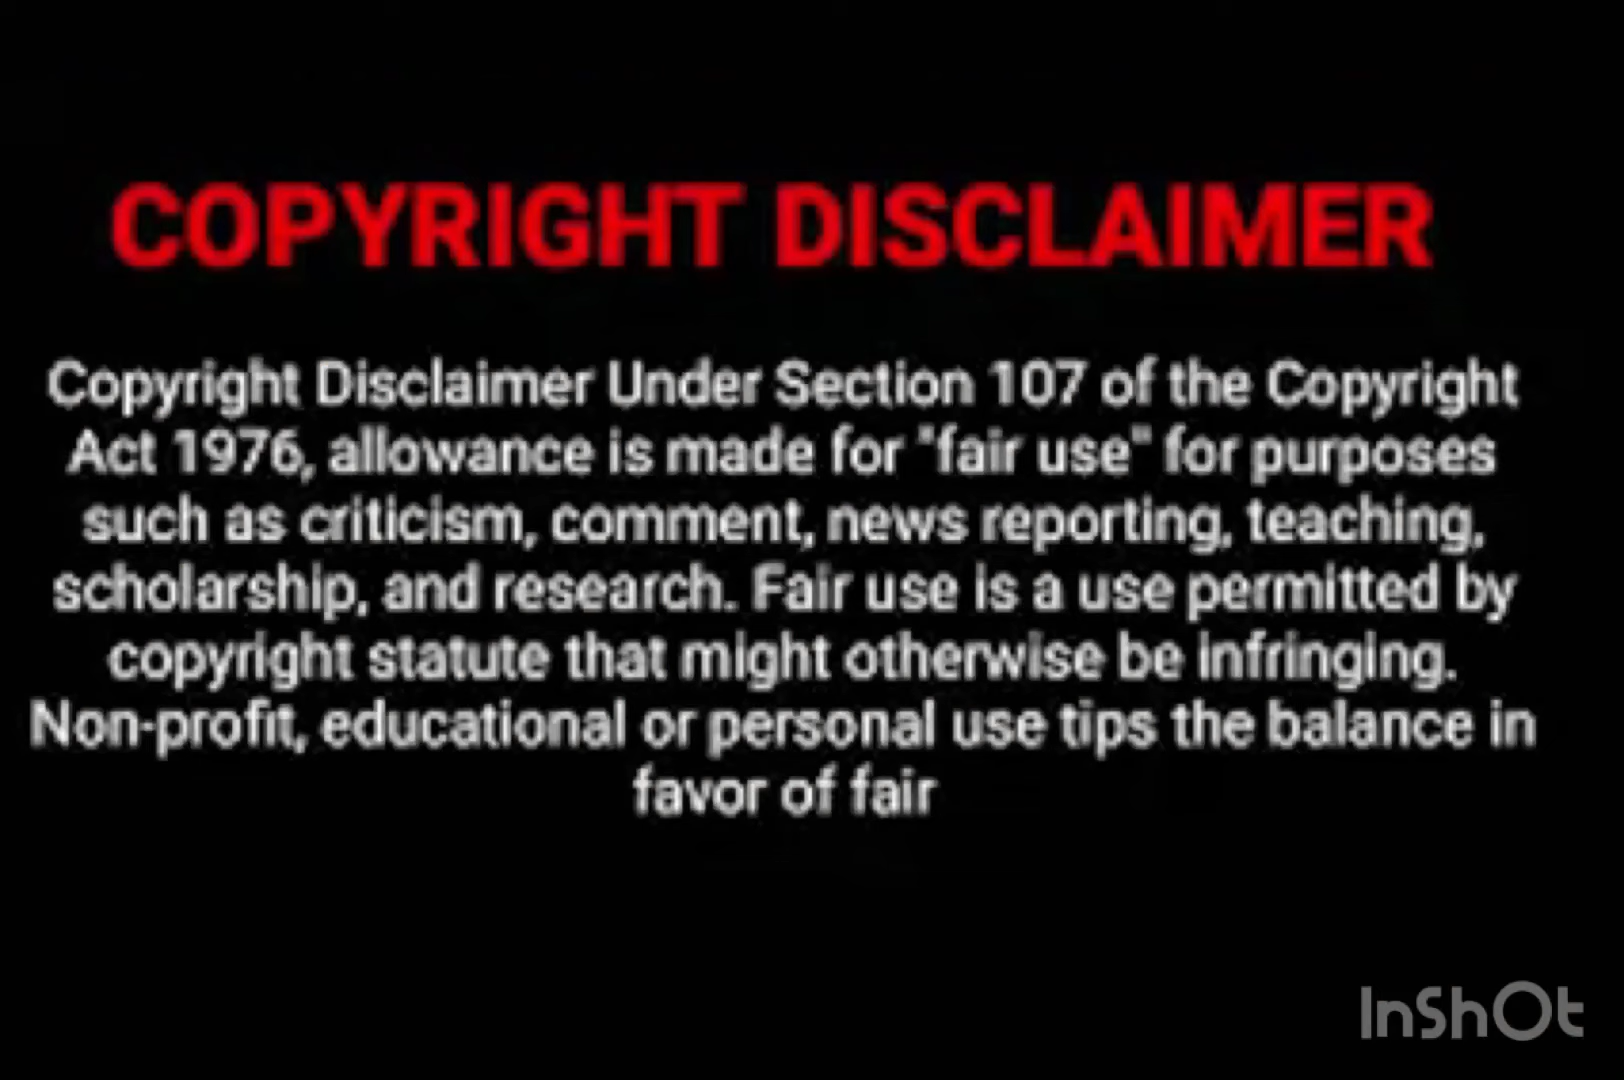 COPYRIGHT DISCLAIMER
Copyright Disclaimer Under Section 107 of the Copyright
Act 1976, allowance is made for "fair use" for purposes
such as criticism, comment, news reporting, teaching,
scholarship, and research. Fair use is a use permitted by
copyright statute that might otherwise be infringing.
Non-profit, educational or personal use tips the balance in
favor of fair
InShOt